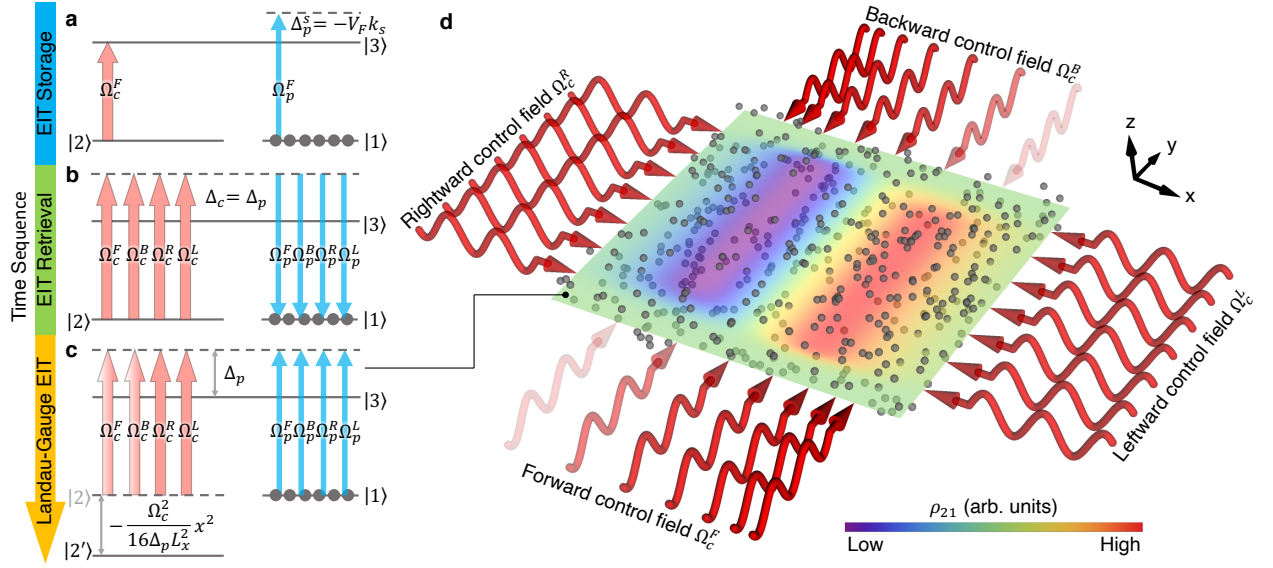 Time Sequence
EIT Storage
EIT Retrieval
Landau-Gauge EIT
a
Δ_p^s = −V_F k_s
|3⟩
Ω_c^F
Ω_p^F
|2⟩
|1⟩
b
Δ_c = Δ_p
|3⟩
Ω_c^F Ω_c^B Ω_c^R Ω_c^L
Ω_p^F Ω_p^B Ω_p^R Ω_p^L
|2⟩
|1⟩
c
Δ_p
|3⟩
Ω_c^F Ω_c^B Ω_c^R Ω_c^L
Ω_p^F Ω_p^B Ω_p^R Ω_p^L
|2⟩
|1⟩
−Ω_c^2/(16Δ_p L_x^2) x^2
|2'⟩
d
Backward control field Ω_c^B
Rightward control field Ω_c^R
z
y
x
Leftward control field Ω_c^L
Forward control field Ω_c^F
ρ_21 (arb. units)
Low High